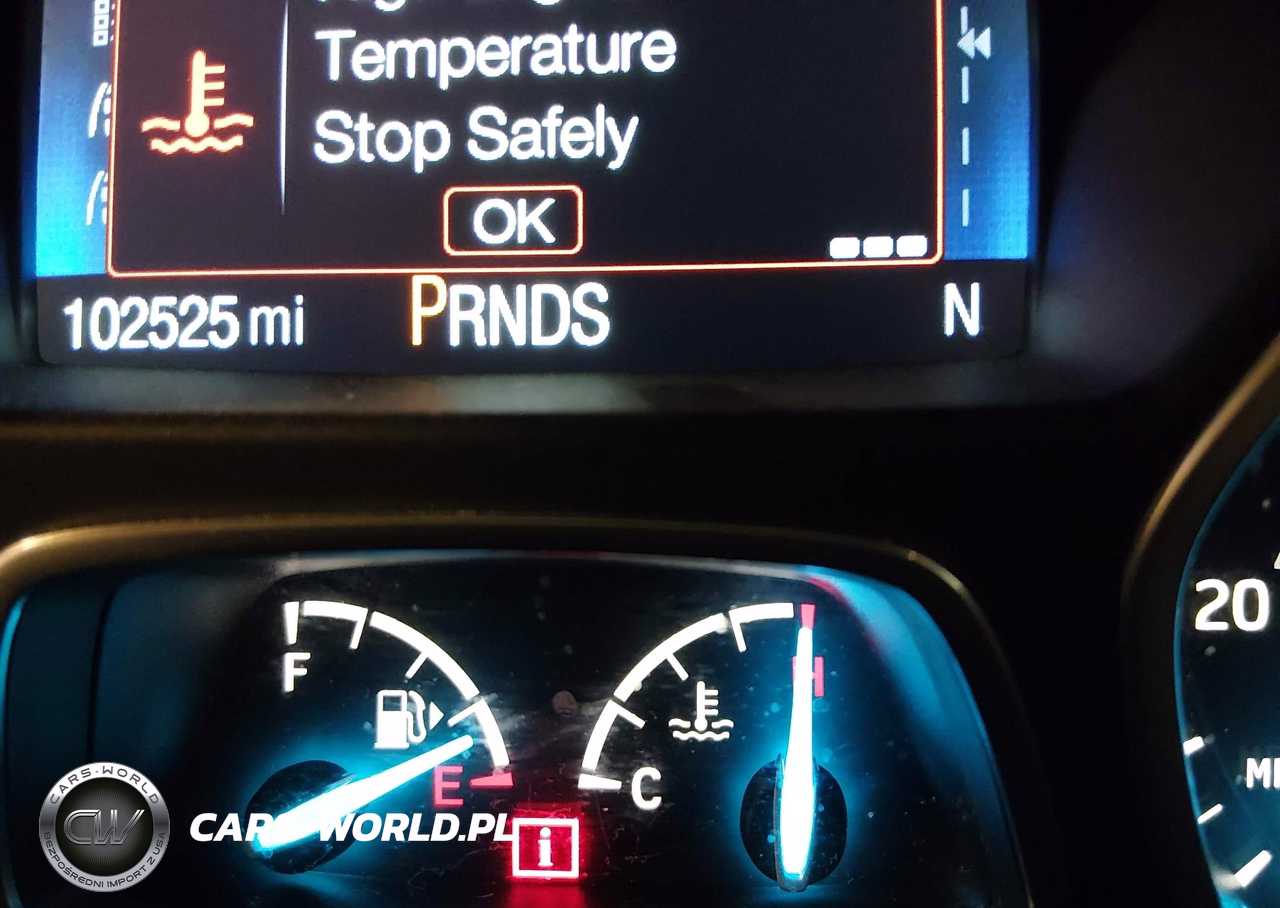 Temperature
Stop Safely
OK
102525 mi
PRNDS
N
F
E
C
H
20
i
CARS-WORLD
CW
BEZPOŚREDNI IMPORT Z USA
CARS-WORLD.PL